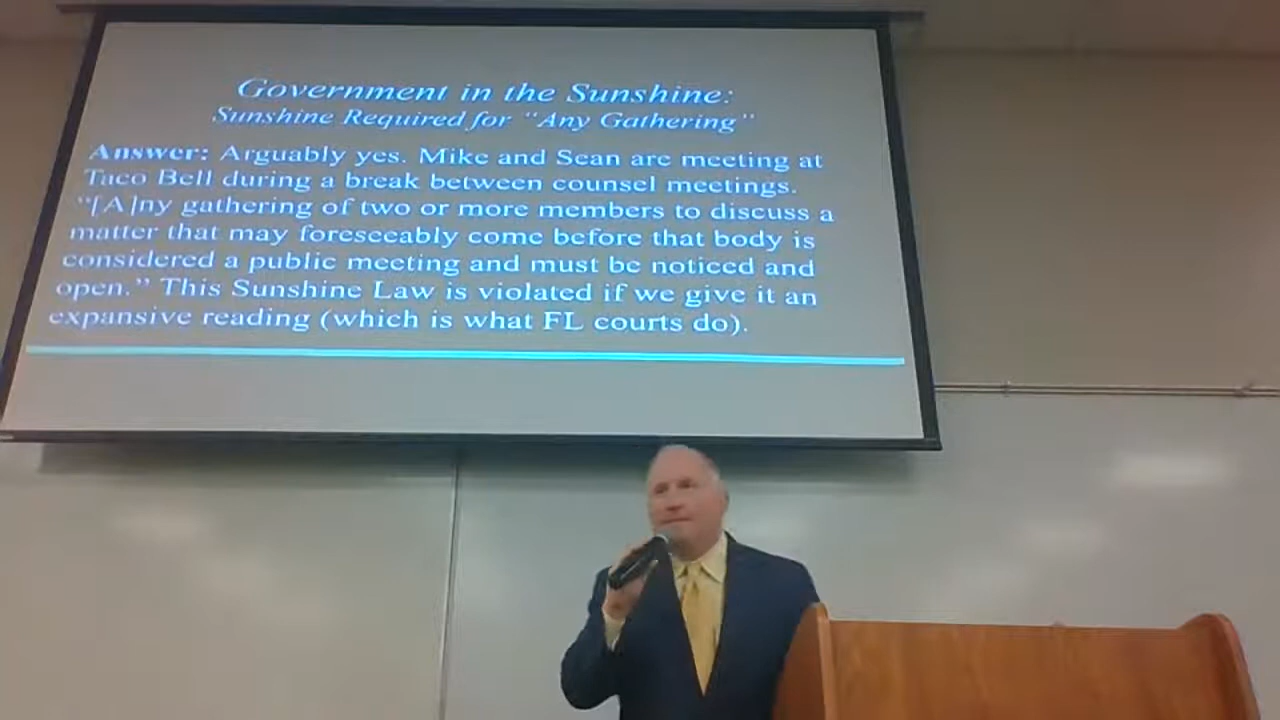 Government in the Sunshine:
Sunshine Required for "Any Gathering"
Answer: Arguably yes. Mike and Sean are meeting at
Taco Bell during a break between counsel meetings.
"[A]ny gathering of two or more members to discuss a
matter that may foreseeably come before that body is
considered a public meeting and must be noticed and
open." This Sunshine Law is violated if we give it an
expansive reading (which is what FL courts do).